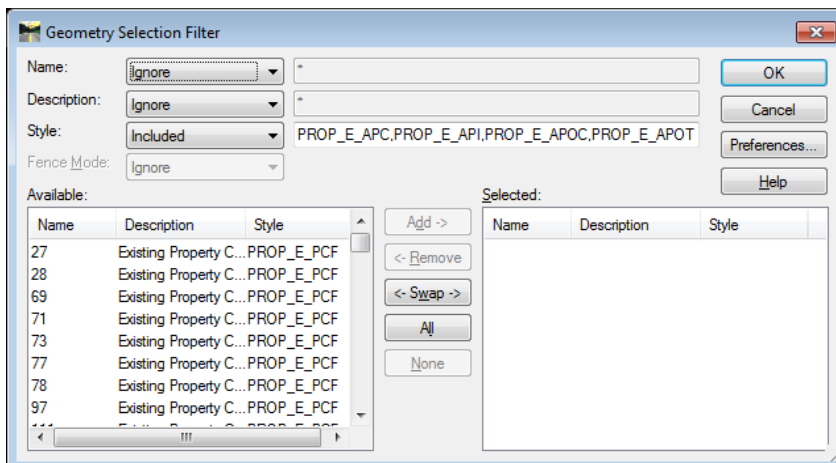 Geometry Selection Filter
Name: Ignore *
Description: Ignore *
Style: Included PROP_E_APC,PROP_E_API,PROP_E_APOC,PROP_E_APOT
Fence Mode: Ignore
OK
Cancel
Preferences...
Help
Available:
Name Description Style
27 Existing Property C... PROP_E_PCF
28 Existing Property C... PROP_E_PCF
69 Existing Property C... PROP_E_PCF
71 Existing Property C... PROP_E_PCF
73 Existing Property C... PROP_E_PCF
77 Existing Property C... PROP_E_PCF
78 Existing Property C... PROP_E_PCF
97 Existing Property C... PROP_E_PCF
Add ->
<- Remove
<- Swap ->
All
None
Selected:
Name Description Style